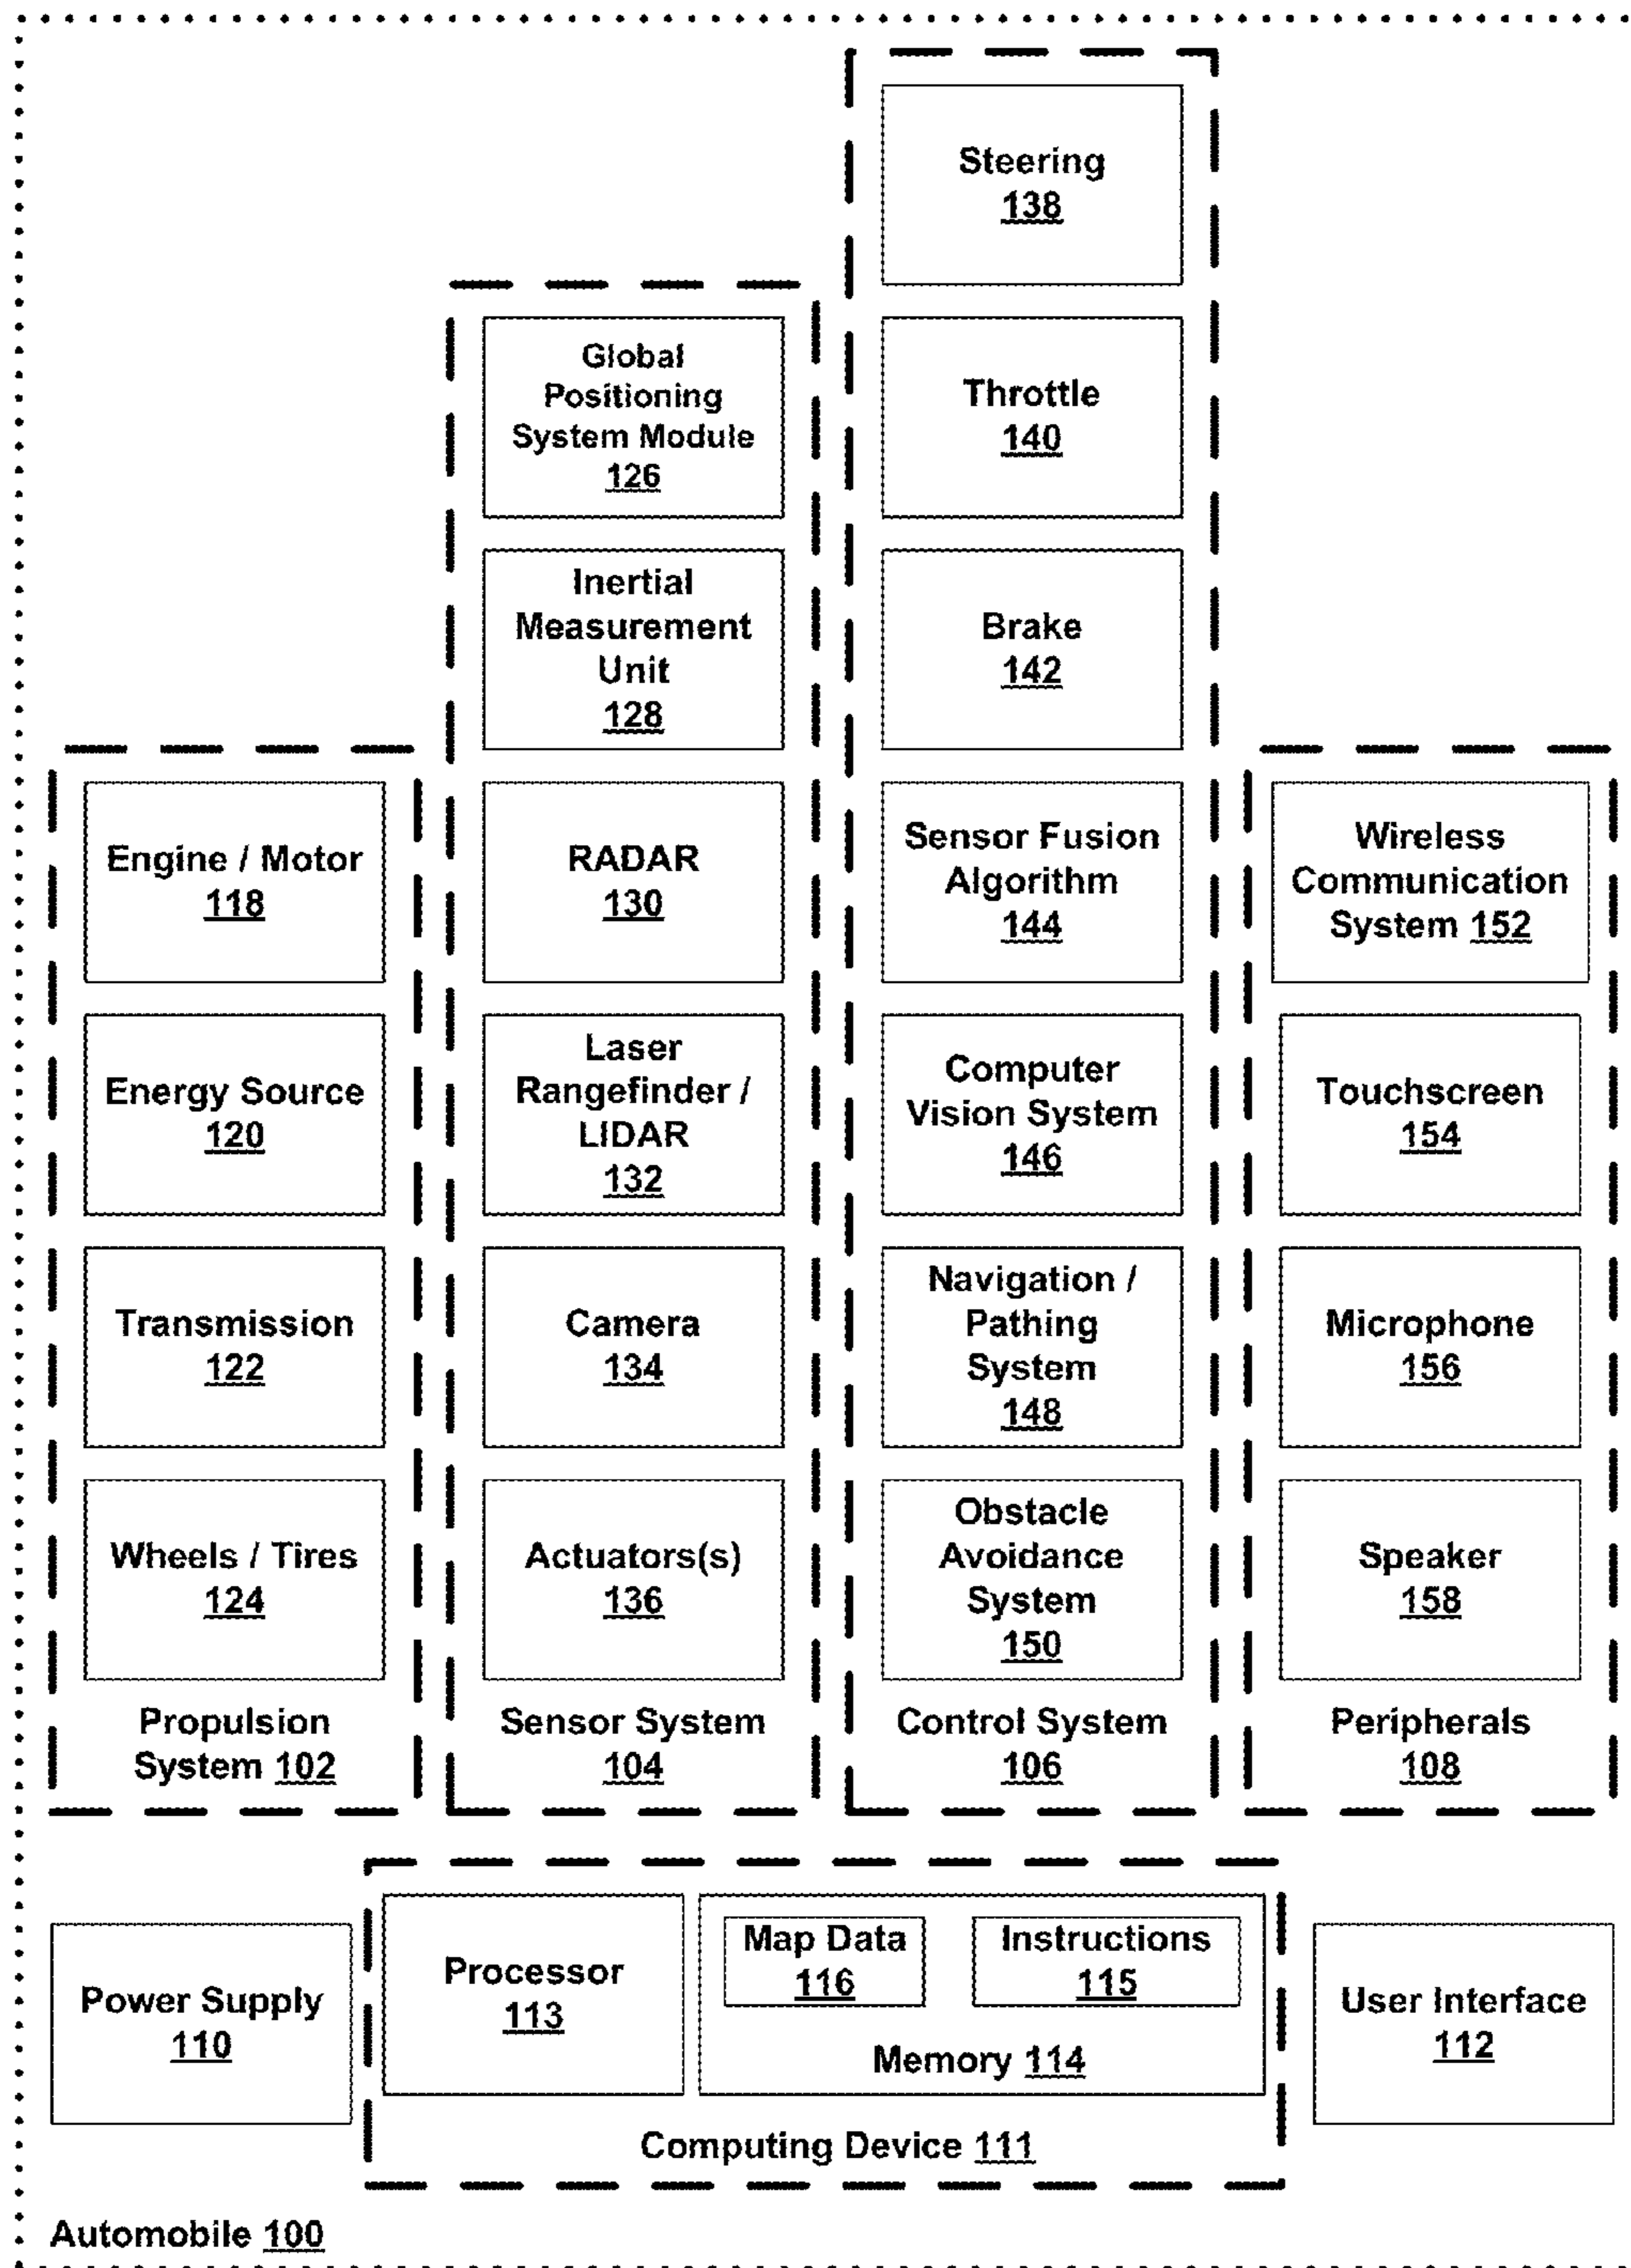 Steering
138
Global
Positioning
System Module
126
Throttle
140
Inertial
Measurement
Unit
128
Brake
142
Engine / Motor
118
RADAR
130
Sensor Fusion
Algorithm
144
Wireless
Communication
System 152
Energy Source
120
Laser
Rangefinder /
LIDAR
132
Computer
Vision System
146
Touchscreen
154
Transmission
122
Camera
134
Navigation /
Pathing
System
148
Microphone
156
Wheels / Tires
124
Actuators(s)
136
Obstacle
Avoidance
System
150
Speaker
158
Propulsion
System 102
Sensor System
104
Control System
106
Peripherals
108
Power Supply
110
Processor
113
Map Data
116
Instructions
115
Memory 114
Computing Device 111
User Interface
112
Automobile 100